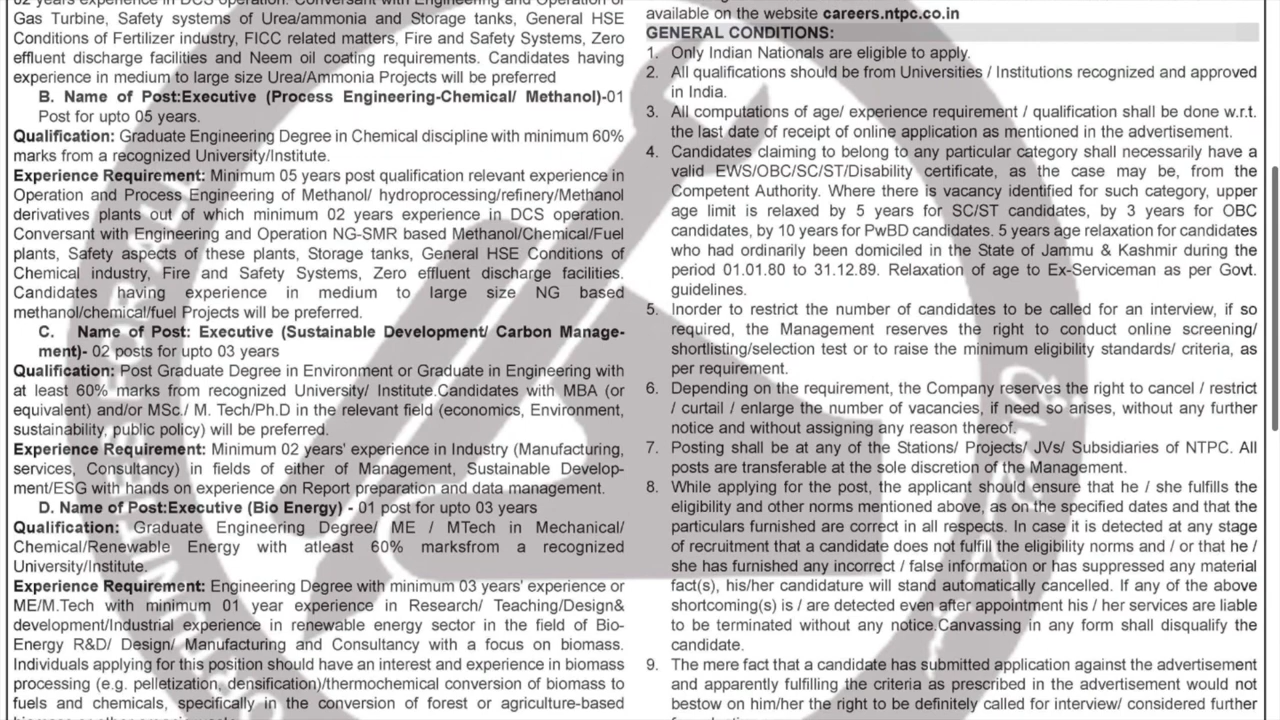 02 years experience in DCS operation. Conversant with Engineering and Operation of
Gas Turbine, Safety systems of Urea/ammonia and Storage tanks, General HSE
Conditions of Fertilizer industry, FICC related matters, Fire and Safety Systems, Zero
effluent discharge facilities and Neem oil coating requirements. Candidates having
experience in medium to large size Urea/Ammonia Projects will be preferred
B. Name of Post:Executive (Process Engineering-Chemical/ Methanol)-01
Post for upto 05 years.
Qualification: Graduate Engineering Degree in Chemical discipline with minimum 60%
marks from a recognized University/Institute.
Experience Requirement: Minimum 05 years post qualification relevant experience in
Operation and Process Engineering of Methanol/ hydroprocessing/refinery/Methanol
derivatives plants out of which minimum 02 years experience in DCS operation.
Conversant with Engineering and Operation NG-SMR based Methanol/Chemical/Fuel
plants, Safety aspects of these plants, Storage tanks, General HSE Conditions of
Chemical industry, Fire and Safety Systems, Zero effluent discharge facilities.
Candidates having experience in medium to large size NG based
methanol/chemical/fuel Projects will be preferred.
C. Name of Post: Executive (Sustainable Development/ Carbon Manage-
ment)- 02 posts for upto 03 years
Qualification: Post Graduate Degree in Environment or Graduate in Engineering with
at least 60% marks from recognized University/ Institute.Candidates with MBA (or
equivalent) and/or MSc./ M. Tech/Ph.D in the relevant field (economics, Environment,
sustainability, public policy) will be preferred.
Experience Requirement: Minimum 02 years' experience in Industry (Manufacturing,
services, Consultancy) in fields of either of Management, Sustainable Develop-
ment/ESG with hands on experience on Report preparation and data management.
D. Name of Post:Executive (Bio Energy) - 01 post for upto 03 years
Qualification: Graduate Engineering Degree/ ME / MTech in Mechanical/
Chemical/Renewable Energy with atleast 60% marksfrom a recognized
University/Institute.
Experience Requirement: Engineering Degree with minimum 03 years' experience or
ME/M.Tech with minimum 01 year experience in Research/ Teaching/Design&
development/Industrial experience in renewable energy sector in the field of Bio-
Energy R&D/ Design/ Manufacturing and Consultancy with a focus on biomass.
Individuals applying for this position should have an interest and experience in biomass
processing (e.g. pelletization, densification)/thermochemical conversion of biomass to
fuels and chemicals, specifically in the conversion of forest or agriculture-based
available on the website careers.ntpc.co.in
GENERAL CONDITIONS:
1. Only Indian Nationals are eligible to apply.
2. All qualifications should be from Universities / Institutions recognized and approved
in India.
3. All computations of age/ experience requirement / qualification shall be done w.r.t.
the last date of receipt of online application as mentioned in the advertisement.
4. Candidates claiming to belong to any particular category shall necessarily have a
valid EWS/OBC/SC/ST/Disability certificate, as the case may be, from the
Competent Authority. Where there is vacancy identified for such category, upper
age limit is relaxed by 5 years for SC/ST candidates, by 3 years for OBC
candidates, by 10 years for PwBD candidates. 5 years age relaxation for candidates
who had ordinarily been domiciled in the State of Jammu & Kashmir during the
period 01.01.80 to 31.12.89. Relaxation of age to Ex-Serviceman as per Govt.
guidelines.
5. Inorder to restrict the number of candidates to be called for an interview, if so
required, the Management reserves the right to conduct online screening/
shortlisting/selection test or to raise the minimum eligibility standards/ criteria, as
per requirement.
6. Depending on the requirement, the Company reserves the right to cancel / restrict
/ curtail / enlarge the number of vacancies, if need so arises, without any further
notice and without assigning any reason thereof.
7. Posting shall be at any of the Stations/ Projects/ JVs/ Subsidiaries of NTPC. All
posts are transferable at the sole discretion of the Management.
8. While applying for the post, the applicant should ensure that he / she fulfills the
eligibility and other norms mentioned above, as on the specified dates and that the
particulars furnished are correct in all respects. In case it is detected at any stage
of recruitment that a candidate does not fulfill the eligibility norms and / or that he /
she has furnished any incorrect / false information or has suppressed any material
fact(s), his/her candidature will stand automatically cancelled. If any of the above
shortcoming(s) is / are detected even after appointment his / her services are liable
to be terminated without any notice.Canvassing in any form shall disqualify the
candidate.
9. The mere fact that a candidate has submitted application against the advertisement
and apparently fulfilling the criteria as prescribed in the advertisement would not
bestow on him/her the right to be definitely called for interview/ considered further